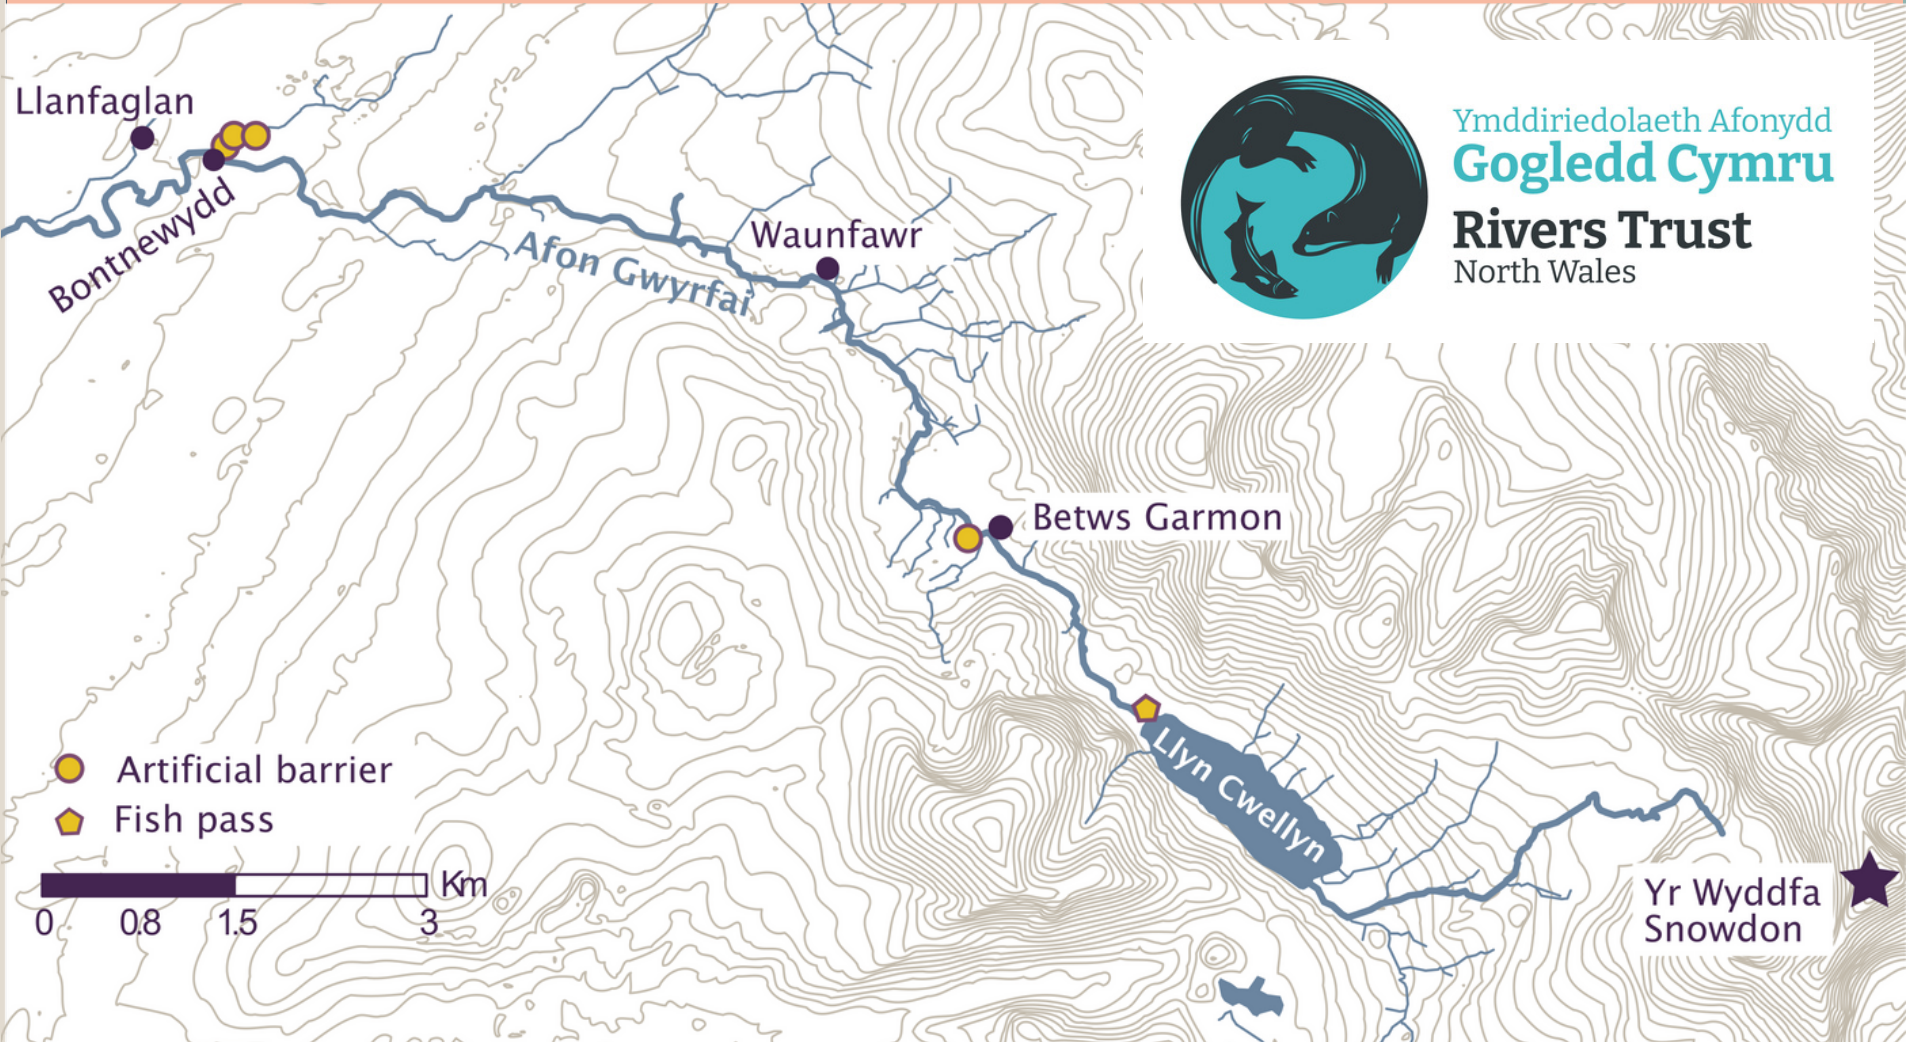 Llanfaglan
Bontnewydd
Afon Gwyrfai
Waunfawr
Ymddiriedolaeth Afonydd
Gogledd Cymru
Rivers Trust
North Wales
Betws Garmon
Llyn Cwellyn
Artificial barrier
Fish pass
Km
0 0.8 1.5 3
Yr Wyddfa
Snowdon